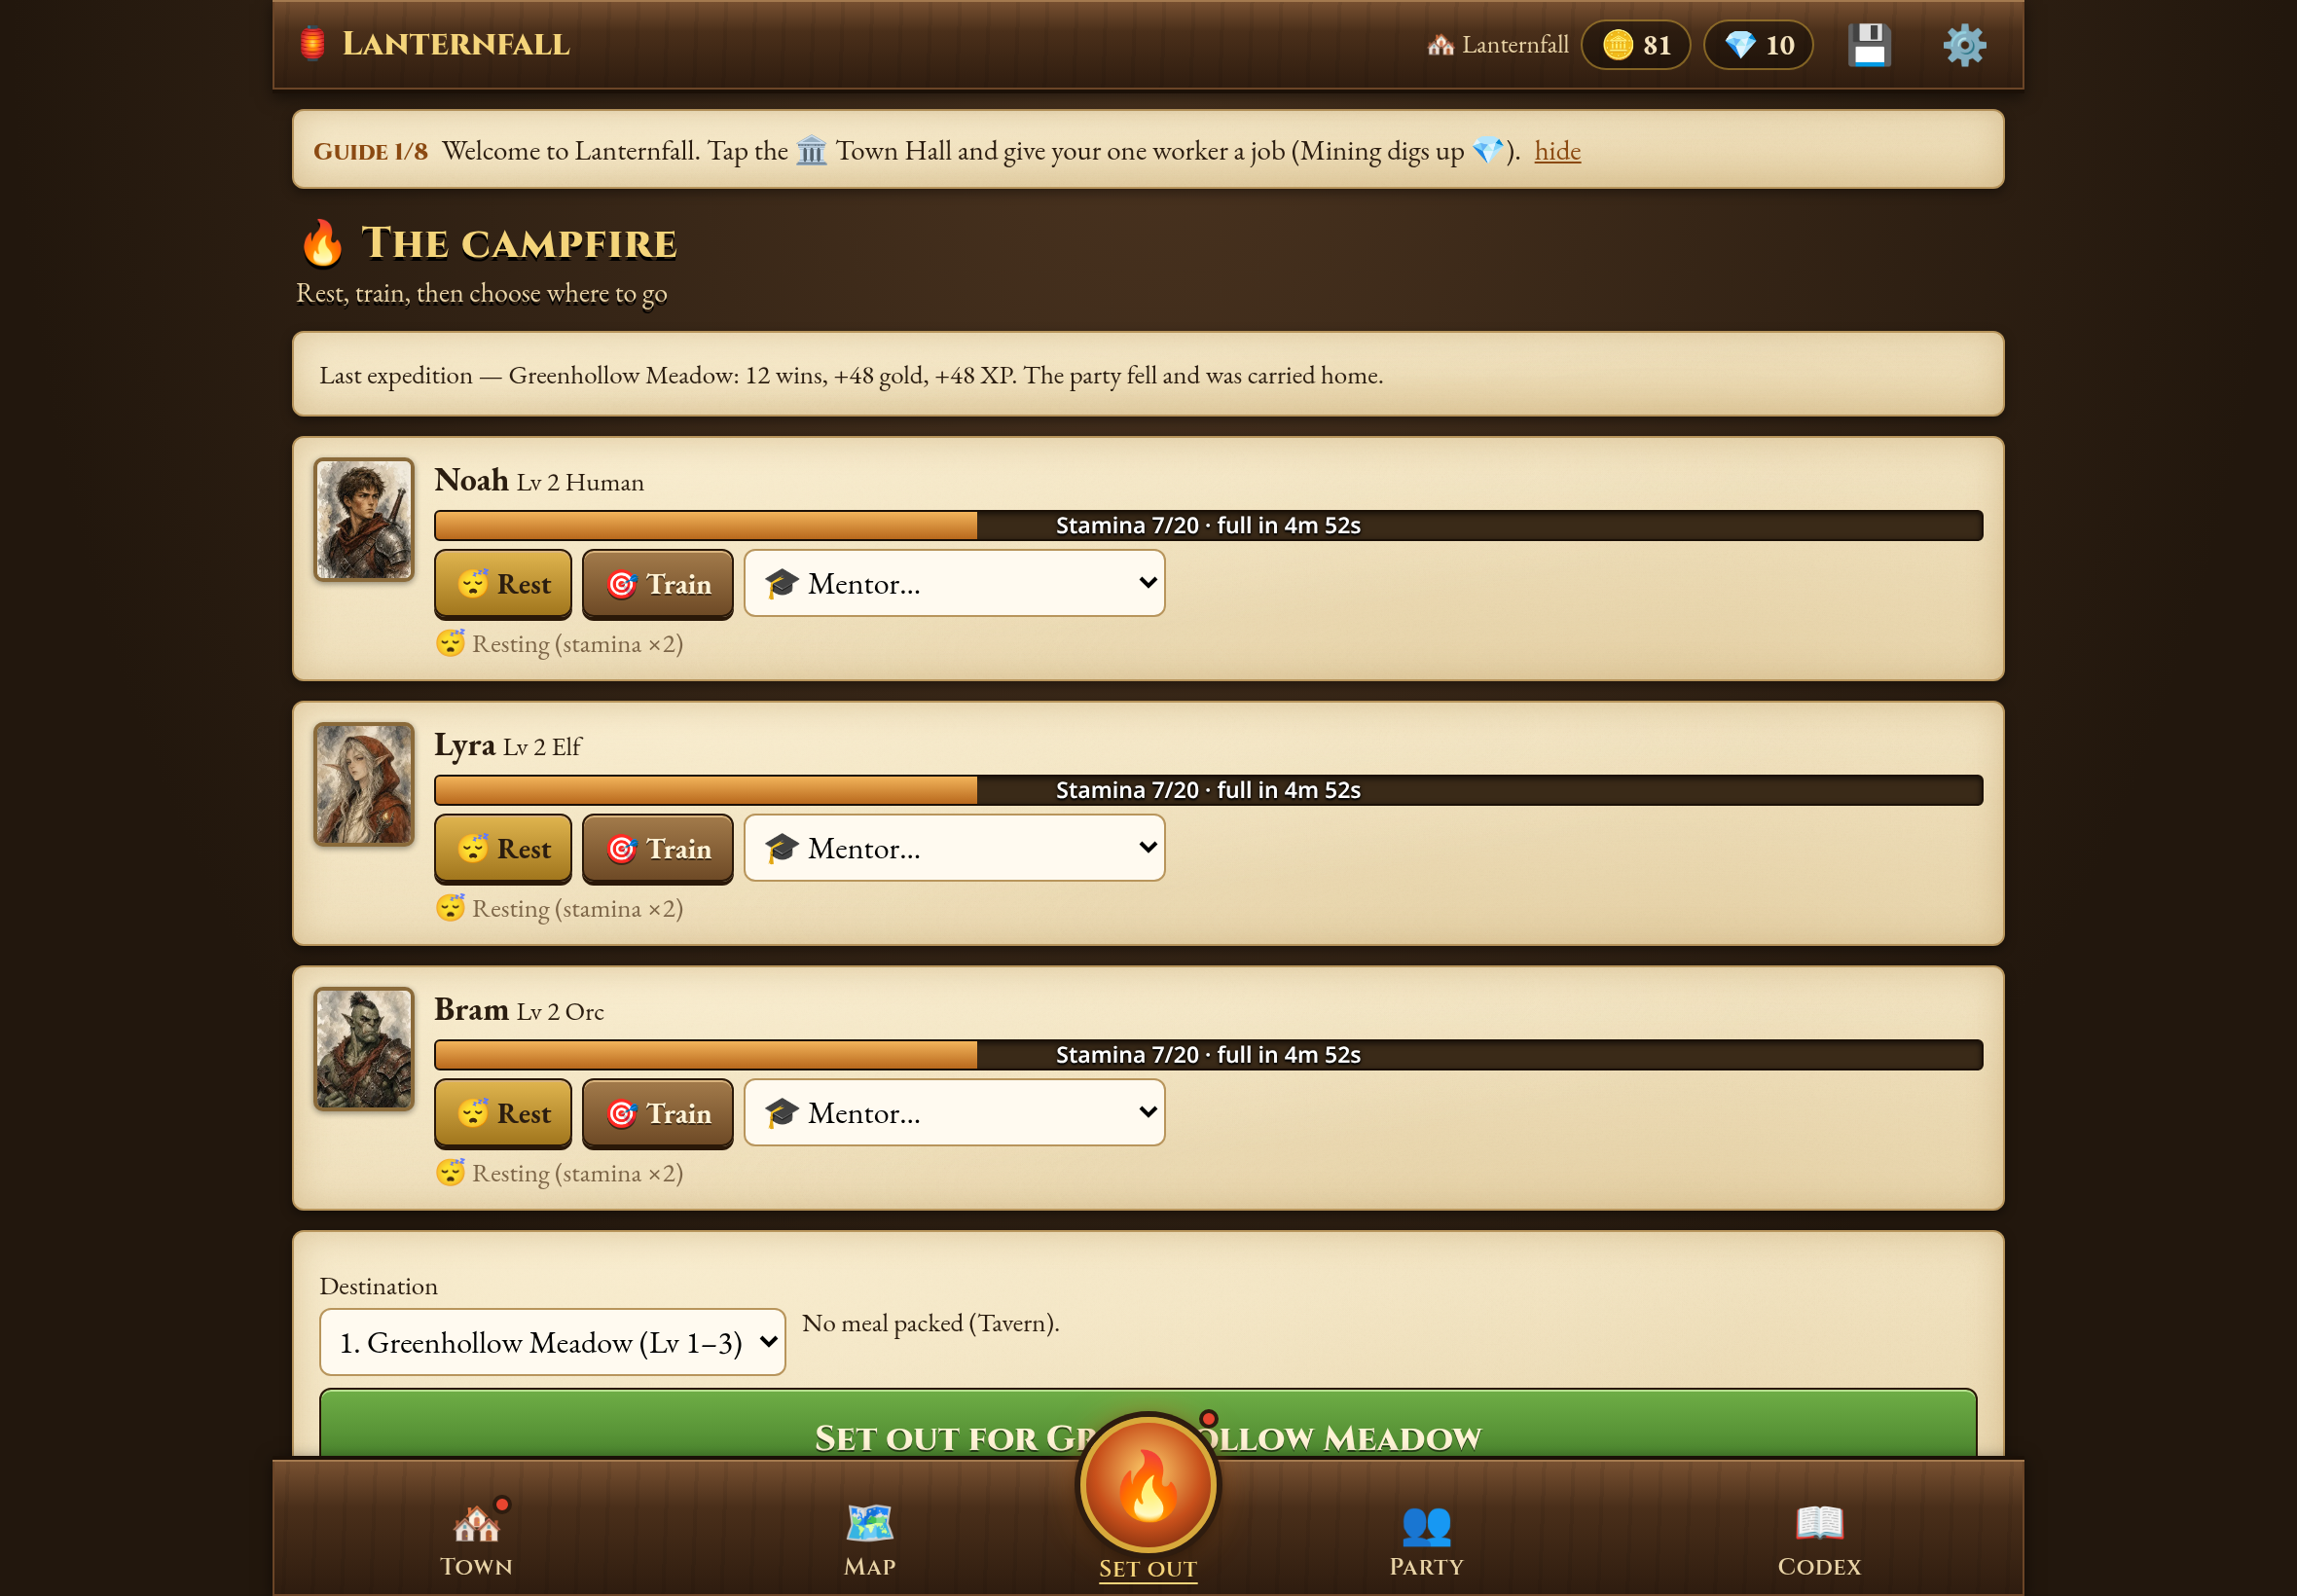 Lanternfall
Lanternfall 81 10
Guide 1/8 Welcome to Lanternfall. Tap the 🏛️ Town Hall and give your one worker a job (Mining digs up 💎). hide
🔥 The campfire
Rest, train, then choose where to go
Last expedition — Greenhollow Meadow: 12 wins, +48 gold, +48 XP. The party fell and was carried home.
Noah Lv 2 Human
Stamina 7/20 · full in 4m 52s
😴 Rest 🎯 Train 🎓 Mentor...
😴 Resting (stamina ×2)
Lyra Lv 2 Elf
Stamina 7/20 · full in 4m 52s
😴 Rest 🎯 Train 🎓 Mentor...
😴 Resting (stamina ×2)
Bram Lv 2 Orc
Stamina 7/20 · full in 4m 52s
😴 Rest 🎯 Train 🎓 Mentor...
😴 Resting (stamina ×2)
Destination
1. Greenhollow Meadow (Lv 1–3) No meal packed (Tavern).
Set out for Gr ollow Meadow
Town Map Set out Party Codex